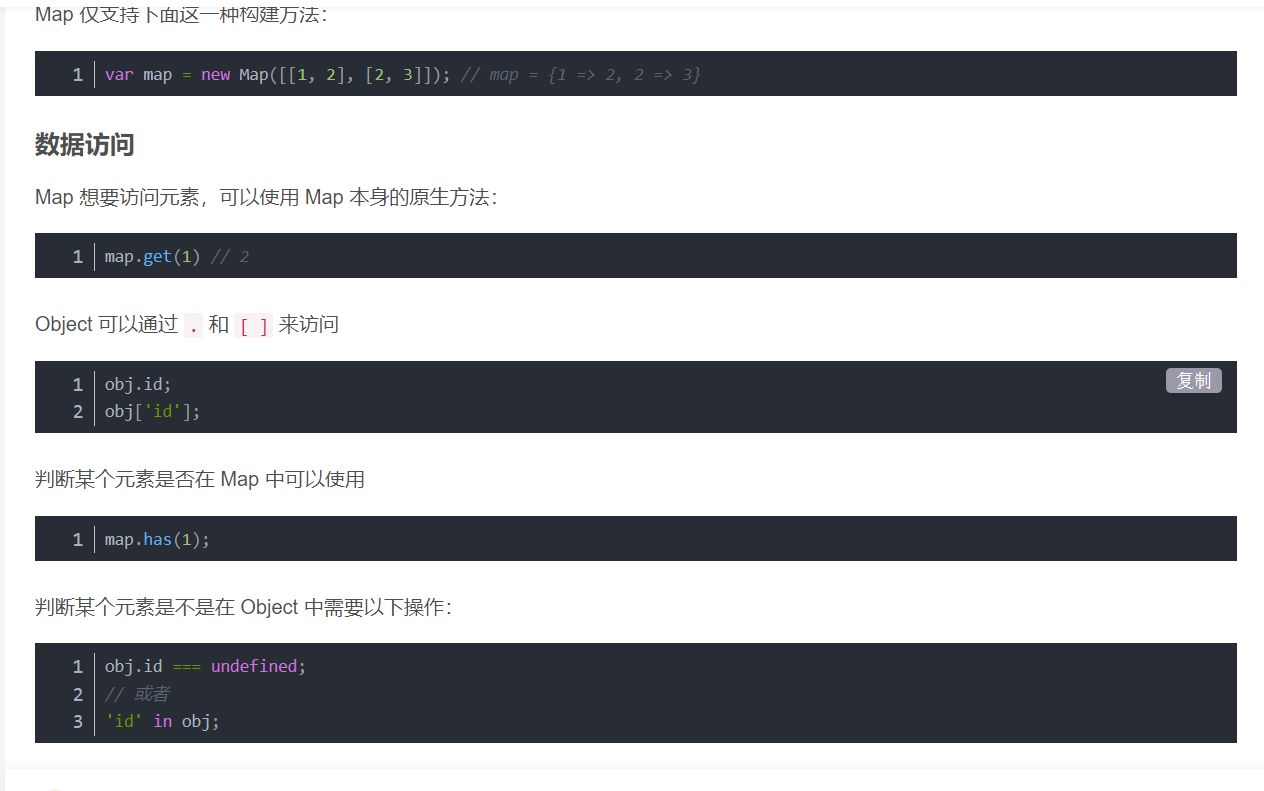 Map 仅支持下面这一种构建方法：
1 var map = new Map([[1, 2], [2, 3]]); // map = {1 => 2, 2 => 3}
数据访问
Map 想要访问元素，可以使用 Map 本身的原生方法：
1 map.get(1) // 2
Object 可以通过 . 和 [ ] 来访问
复制
1 obj.id;
2 obj['id'];
判断某个元素是否在 Map 中可以使用
1 map.has(1);
判断某个元素是不是在 Object 中需要以下操作：
1 obj.id === undefined;
2 // 或者
3 'id' in obj;